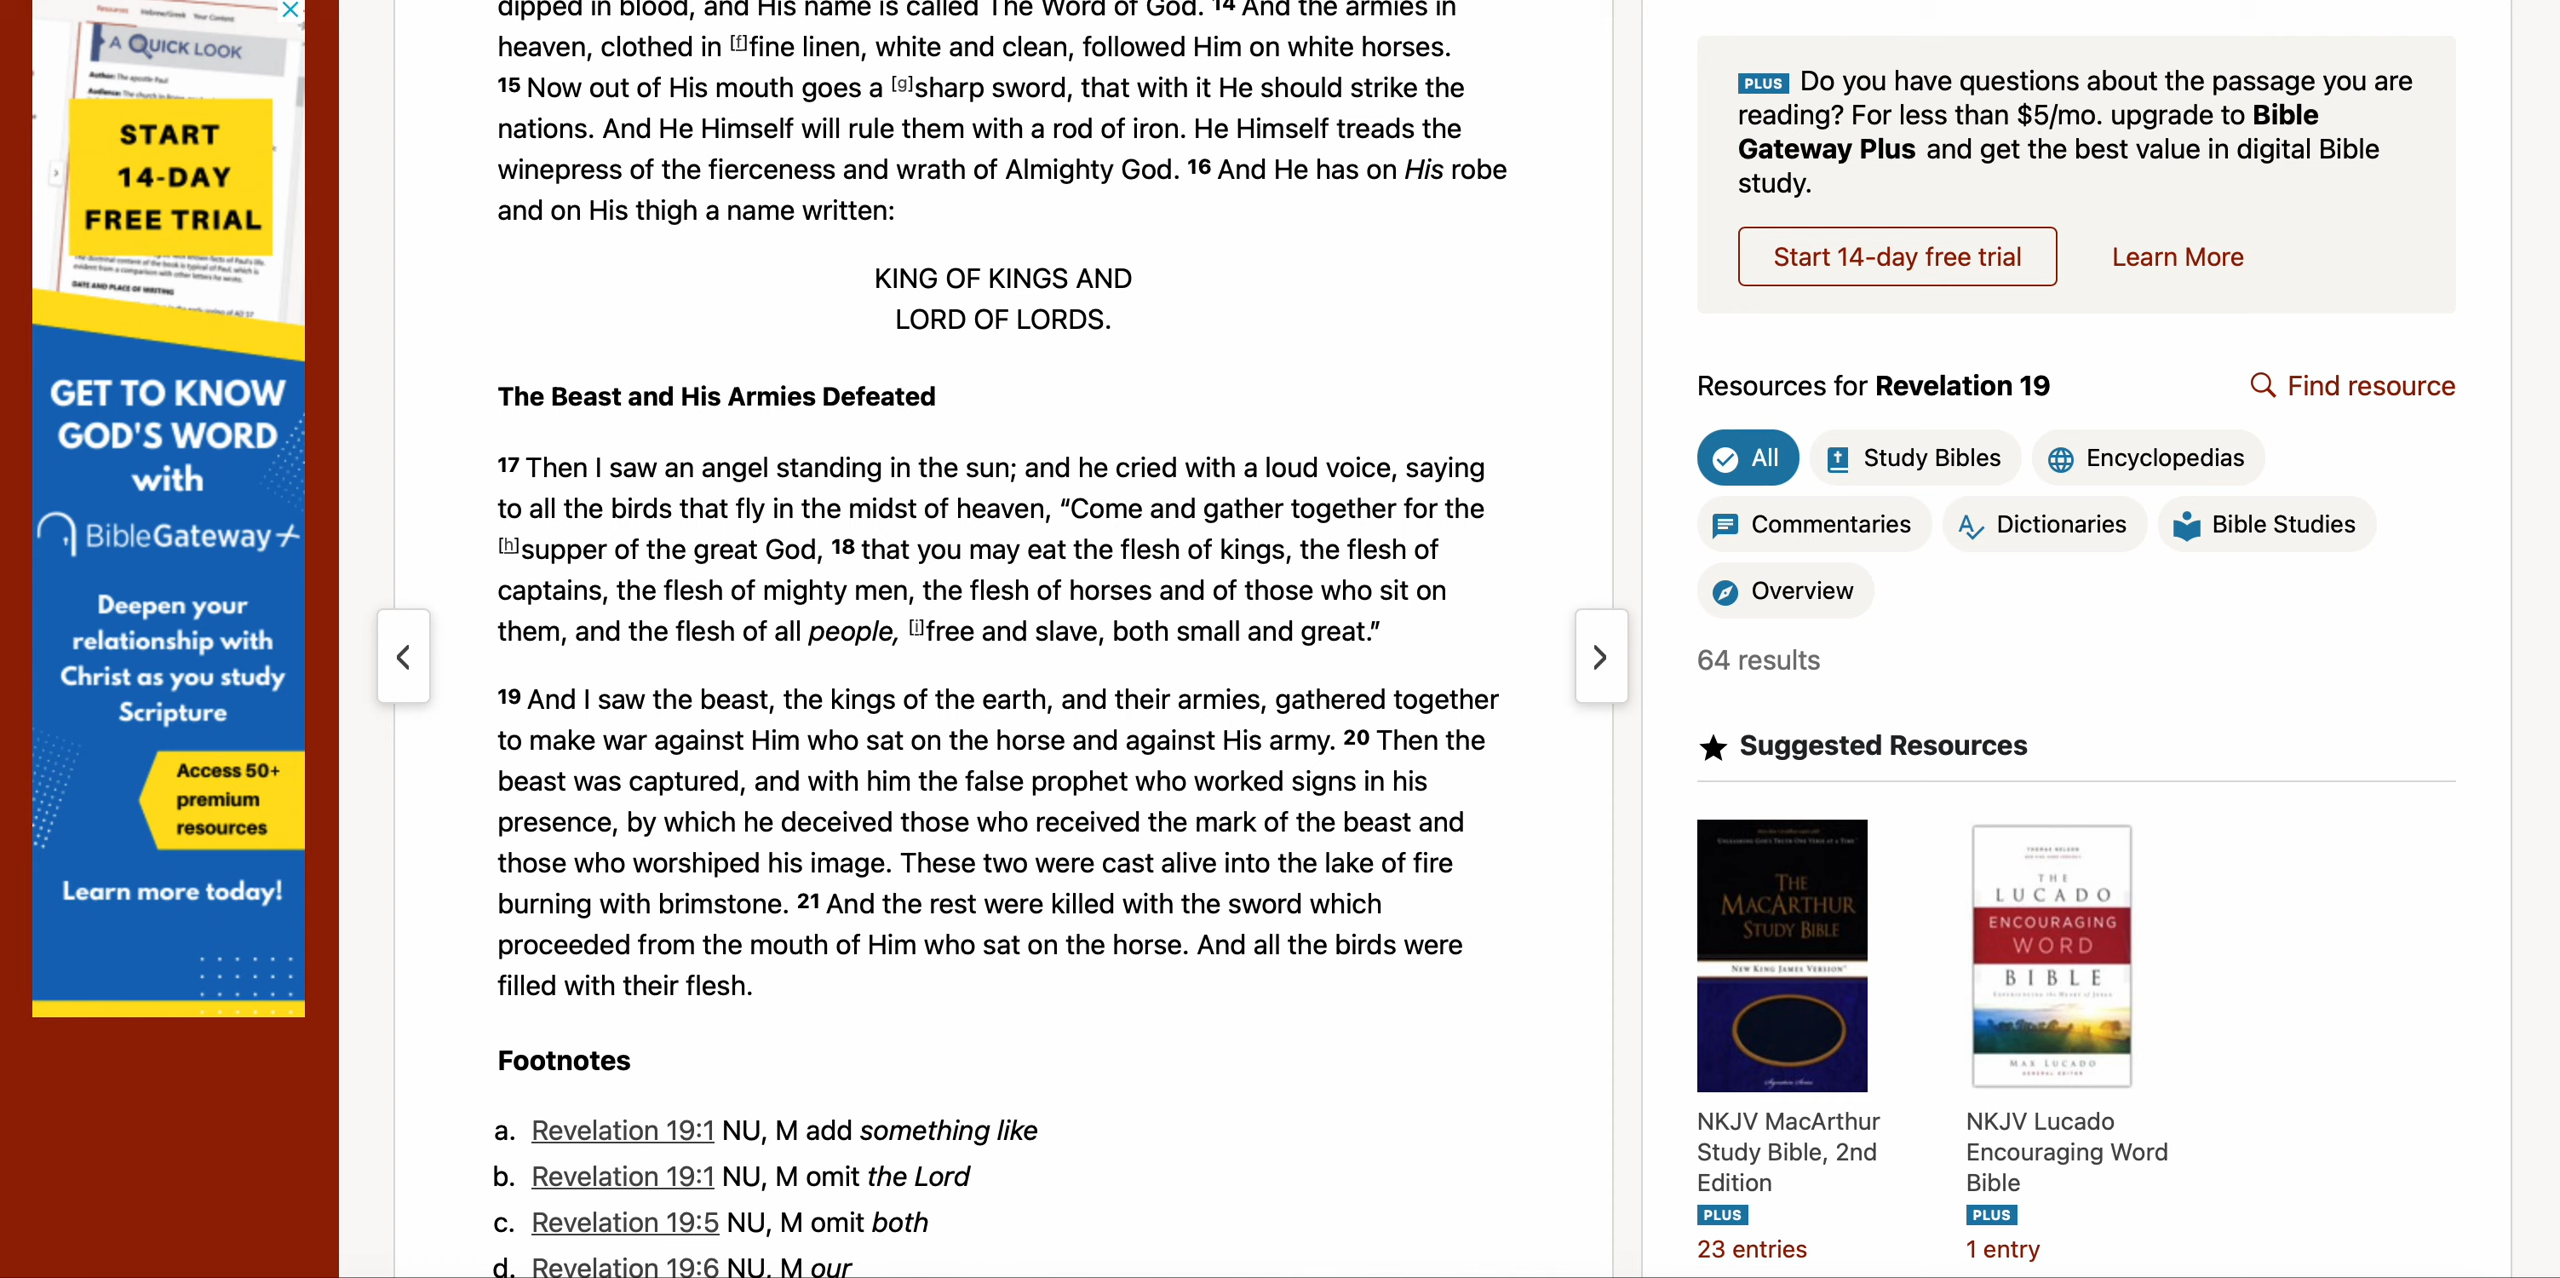 Resources Hebrew/Greek Your Content
A QUICK LOOK
Author: The apostle Paul
START
14-DAY
FREE TRIAL
DATE AND PLACE OF WRITING
GET TO KNOW
GOD'S WORD
with
BibleGateway+
Deepen your
relationship with
Christ as you study
Scripture
Access 50+
premium
resources
Learn more today!
dipped in blood, and His name is called The Word of God. 14 And the armies in
heaven, clothed in [f]fine linen, white and clean, followed Him on white horses.
15 Now out of His mouth goes a [g]sharp sword, that with it He should strike the
nations. And He Himself will rule them with a rod of iron. He Himself treads the
winepress of the fierceness and wrath of Almighty God. 16 And He has on His robe
and on His thigh a name written:
KING OF KINGS AND
LORD OF LORDS.
The Beast and His Armies Defeated
17 Then I saw an angel standing in the sun; and he cried with a loud voice, saying
to all the birds that fly in the midst of heaven, “Come and gather together for the
[h]supper of the great God, 18 that you may eat the flesh of kings, the flesh of
captains, the flesh of mighty men, the flesh of horses and of those who sit on
them, and the flesh of all people, [i]free and slave, both small and great.”
19 And I saw the beast, the kings of the earth, and their armies, gathered together
to make war against Him who sat on the horse and against His army. 20 Then the
beast was captured, and with him the false prophet who worked signs in his
presence, by which he deceived those who received the mark of the beast and
those who worshiped his image. These two were cast alive into the lake of fire
burning with brimstone. 21 And the rest were killed with the sword which
proceeded from the mouth of Him who sat on the horse. And all the birds were
filled with their flesh.
Footnotes
a. Revelation 19:1 NU, M add something like
b. Revelation 19:1 NU, M omit the Lord
c. Revelation 19:5 NU, M omit both
d. Revelation 19:6 NU, M our
PLUS Do you have questions about the passage you are
reading? For less than $5/mo. upgrade to Bible
Gateway Plus and get the best value in digital Bible
study.
Start 14-day free trial Learn More
Resources for Revelation 19 Find resource
All Study Bibles Encyclopedias
Commentaries Dictionaries Bible Studies
Overview
64 results
Suggested Resources
THE
MACARTHUR
STUDY BIBLE
NEW KING JAMES VERSION
Signature Series
NKJV MacArthur
Study Bible, 2nd
Edition
PLUS
23 entries
THOMAS NELSON
THE
LUCADO
ENCOURAGING
WORD
BIBLE
MAX LUCADO
GENERAL EDITOR
NKJV Lucado
Encouraging Word
Bible
PLUS
1 entry